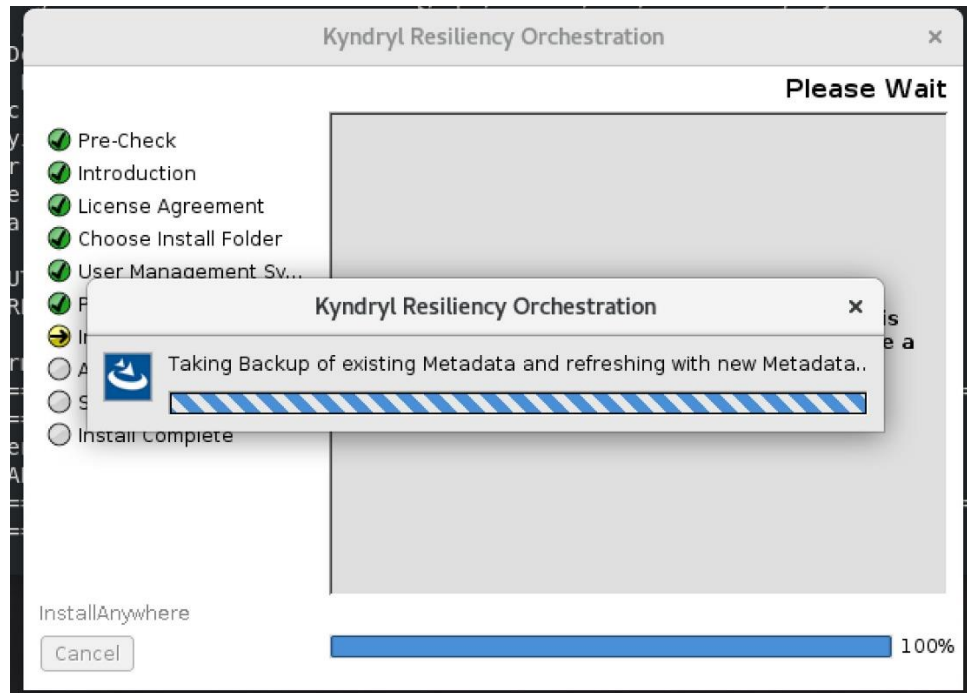 Kyndryl Resiliency Orchestration
Please Wait
Pre-Check
Introduction
License Agreement
Choose Install Folder
User Management Sy...
Kyndryl Resiliency Orchestration
Taking Backup of existing Metadata and refreshing with new Metadata..
is
e a
Install Complete
InstallAnywhere
Cancel
100%